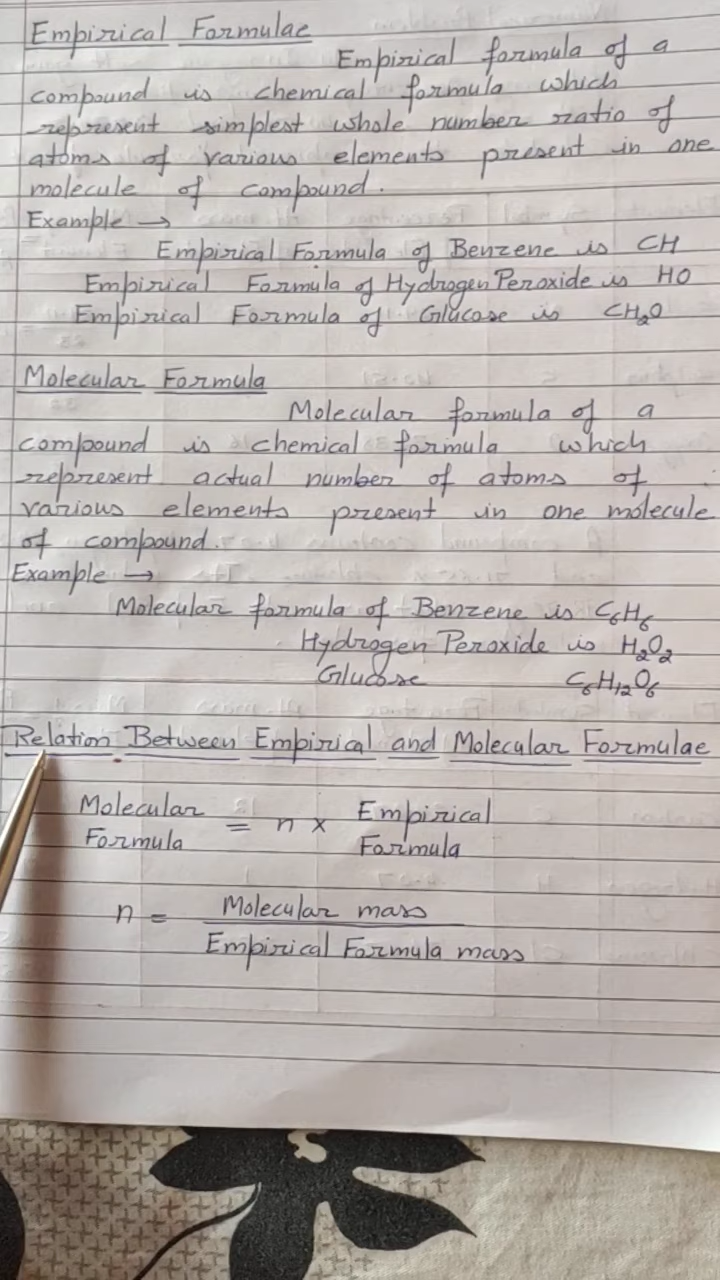 Empirical Formulae
Empirical formula of a
compound is chemical formula which
represent simplest whole number ratio of
atoms of various elements present in one
molecule of compound.
Example →
Empirical Formula of Benzene is CH
Empirical Formula of Hydrogen Peroxide is HO
Empirical Formula of Glucose is CH₂O
Molecular Formula
Molecular formula of a
compound is chemical formula which
represent actual number of atoms of
various elements present in one molecule
of compound.
Example →
Molecular formula of Benzene is C₆H₆
Hydrogen Peroxide is H₂O₂
Glucose C₆H₁₂O₆
Relation Between Empirical and Molecular Formulae
Molecular Formula = n × Empirical Formula
n = Molecular mass
Empirical Formula mass